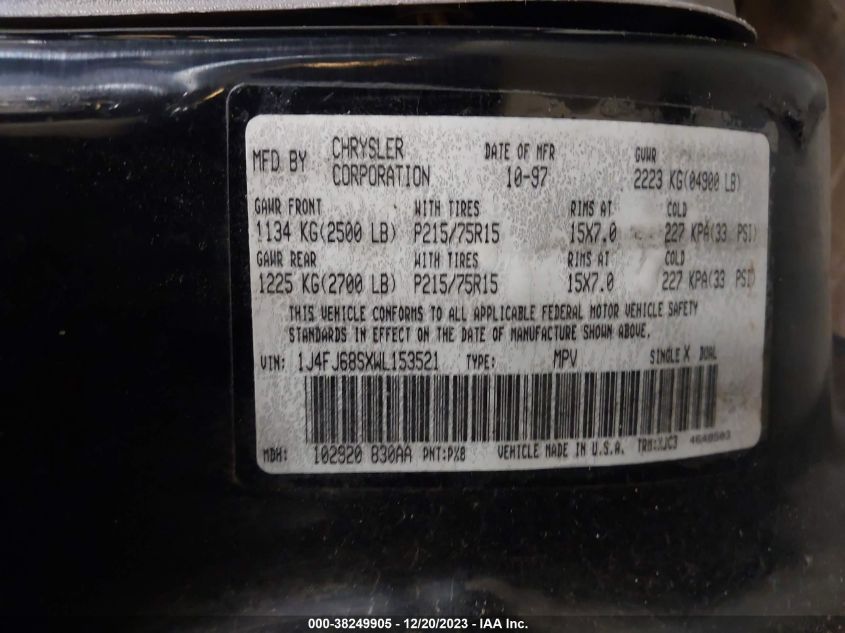 MFD BY CHRYSLER CORPORATION DATE OF MFR 10-97 GVWR 2223 KG(04900 LB)
GAWR FRONT WITH TIRES RIMS AT COLD
1134 KG(2500 LB) P215/75R15 15X7.0 227 KPA(33 PSI)
GAWR REAR WITH TIRES RIMS AT COLD
1225 KG(2700 LB) P215/75R15 15X7.0 227 KPA(33 PSI)
THIS VEHICLE CONFORMS TO ALL APPLICABLE FEDERAL MOTOR VEHICLE SAFETY
STANDARDS IN EFFECT ON THE DATE OF MANUFACTURE SHOWN ABOVE.
VIN: 1J4FJ68SXWL153521 TYPE: MPV SINGLE X DUAL
MDH: 102920 830AA PNT:PX8 VEHICLE MADE IN U.S.A. TRM:XJC3
000-38249905 - 12/20/2023 - IAA Inc.